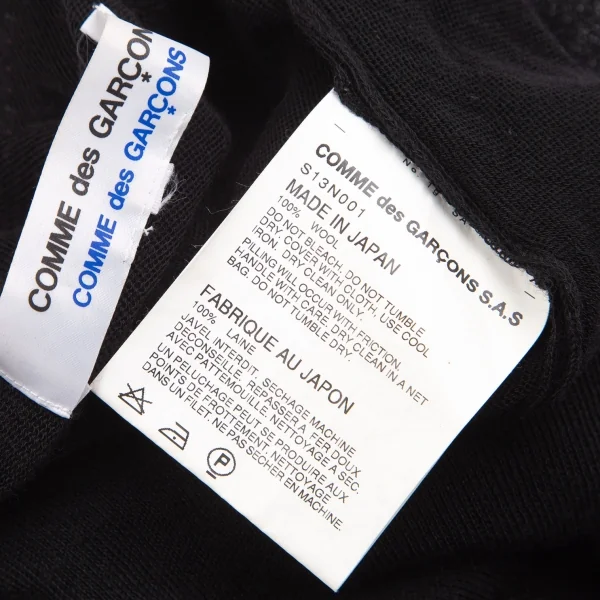 COMME des GARÇONS
COMME des GARÇONS
COMME des GARÇONS S.A.S
S13N001
MADE IN JAPAN
100% WOOL
DO NOT BLEACH. DO NOT TUMBLE
DRY. COVER WITH CLOTH. USE COOL
IRON. DRY CLEAN ONLY.
PILLING WILL OCCUR WITH FRICTION.
HANDLE WITH CARE. DRY CLEAN IN A NET
BAG. DO NOT TUMBLE DRY.
FABRIQUE AU JAPON
100% LAINE
JAVEL INTERDIT. SECHAGE MACHINE
DECONSEILLE. REPASSER A FER DOUX
AVEC PATTEMOUILLE. NETTOYAGE A SEC.
UN PELUCHAGE PEUT SE PRODUIRE AUX
POINTS DE FROTTEMENT. NETTOYAGE
DANS UN FILET. NE PAS SECHER EN MACHINE.
P